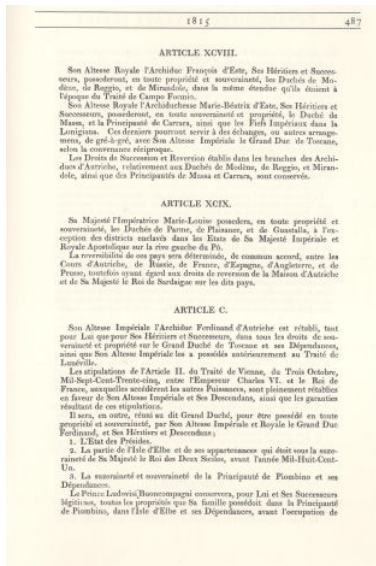 1815
487
ARTICLE XCVIII.
Son Altesse Royale l'Archiduc François d'Este, Ses Héritiers et Succes-
seurs, possederont, en toute propriété et souveraineté, les Duchés de Mo-
dène, de Reggio, et de Mirandole, dans la même étendue qu'ils étoient à
l'époque du Traité de Campo Formio.
Son Altesse Royale l'Archiduchesse Marie-Béatrix d'Este, Ses Héritiers et
Successeurs, possederont, en toute souveraineté et propriété, le Duché de
Massa, et la Principauté de Carrara, ainsi que les Fiefs Impériaux dans la
Lunigiana. Ces derniers pourront servir à des échanges, ou autres arrange-
mens, de gré-à-gré, avec Son Altesse Impériale le Grand Duc de Toscane,
selon la convenance réciproque.
Les Droits de Succession et Reversion établis dans les branches des Archi-
ducs d'Autriche, relativement aux Duchés de Modène, de Reggio, et Miran-
dole, ainsi que des Principautés de Massa et Carrara, sont conservés.
ARTICLE XCIX.
Sa Majesté l'Impératrice Marie-Louise possedera, en toute propriété et
souveraineté, les Duchés de Parme, de Plaisance, et de Guastalla, à l'ex-
ception des districts enclavés dans les Etats de Sa Majesté Impériale et
Royale Apostolique sur la rive gauche du Pô.
La reversibilité de ces pays sera déterminée, de commun accord, entre les
Cours d'Autriche, de Russie, de France, d'Espagne, d'Angleterre, et de
Prusse, toutefois ayant égard aux droits de reversion de la Maison d'Autriche
et de Sa Majesté le Roi de Sardaigne sur les dits pays.
ARTICLE C.
Son Altesse Impériale l'Archiduc Ferdinand d'Autriche est rétabli, tant
pour Lui que pour Ses Héritiers et Successeurs, dans tous les droits de sou-
veraineté et propriété sur le Grand Duché de Toscane et ses Dépendances,
ainsi que Son Altesse Impériale les a possédés antérieurement au Traité de
Lunéville.
Les stipulations de l'Article II. du Traité de Vienne, du Trois Octobre,
Mil-Sept-Cent-Trente-cinq, entre l'Empereur Charles VI. et le Roi de
France, auxquelles accédèrent les autres Puissances, sont pleinement rétablies
en faveur de Son Altesse Impériale et Ses Descendans, ainsi que les garanties
résultant de ces stipulations.
Il sera, en outre, réuni au dit Grand Duché, pour être possédé en toute
propriété et souveraineté, par Son Altesse Impériale et Royale le Grand Duc
Ferdinand, et Ses Héritiers et Descendans;
1. L'Etat des Présides.
2. La partie de l'Isle d'Elbe et de ses appartenances qui étoit sous la suze-
raineté de Sa Majesté le Roi des Deux Siciles, avant l'année Mil-Huit-Cent-
Un.
3. La suzeraineté et souveraineté de la Principauté de Piombino et ses
Dépendances.
Le Prince Ludovisi Buoncompagni conservera, pour Lui et Ses Successeurs
légitimes, toutes les propriétés que Sa famille possédoit dans la Principauté
de Piombino, dans l'Isle d'Elbe et ses Dépendances, avant l'occupation de